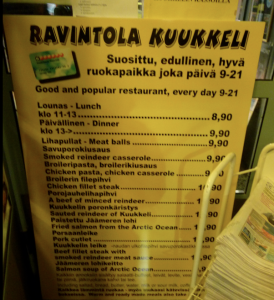 RAVINTOLA KUUKKELI
Suosittu, edullinen, hyvä
ruokapaikka joka päivä 9-21
Good and popular restaurant, every day 9-21
Lounas - Lunch
klo 11-13 8,90
Päivällinen - Dinner
klo 13-> 9,90
Lihapullat - Meat balls 9,90
Savuporokiusaus
Smoked reindeer casserole 9,90
Broileripasta, broilerikiusaus
Chicken pasta, chicken casserole 9,90
Broilerin filepihvi
Chicken fillet steak
Porojauhelihapihvi
A beef of minced reindeer
Kuukkelin poronkäristys
Sauted reindeer of Kuukkeli
Paistettu Jäämeren lohi
Fried salmon from the Arctic Ocean
Porsaanleike
Pork cutlet
Kuukkelin leike
Beef fillet steak with
smoked reindeer meat sauce
Jäämeren lohikeitto
Salmon soup of Arctic Ocean